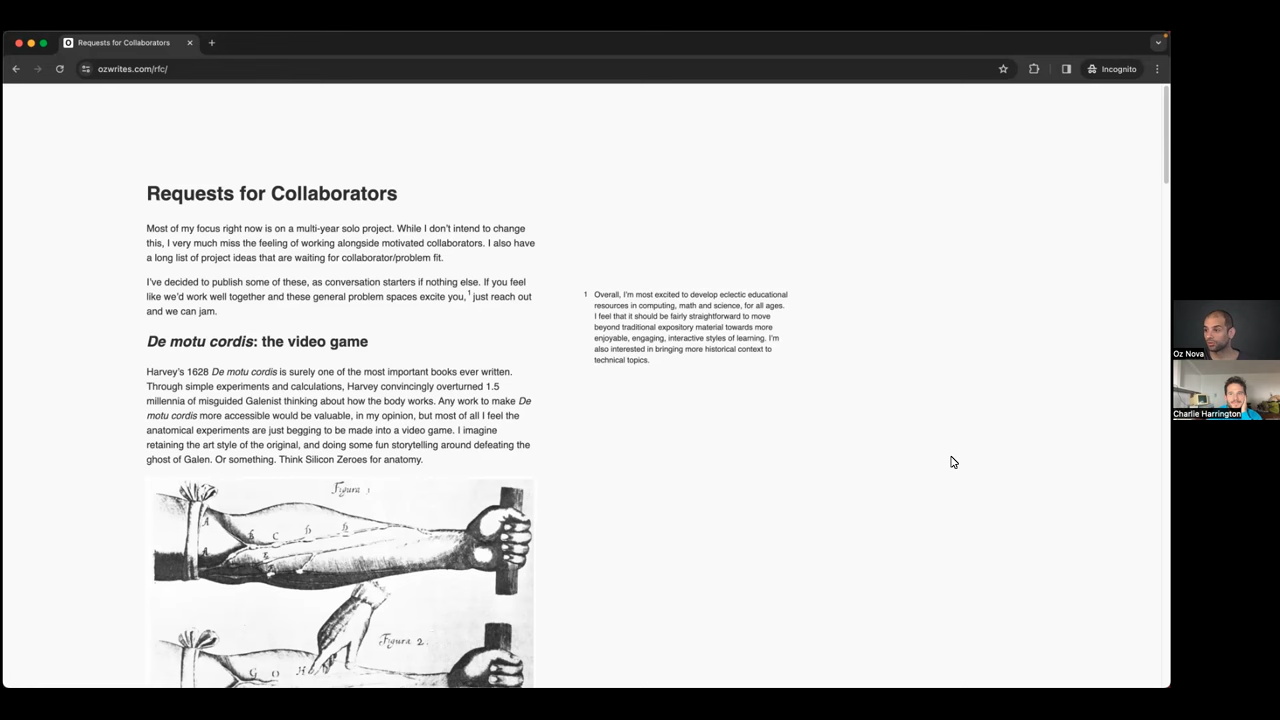 Requests for Collaborators
ozwrites.com/rfc/
Incognito
Requests for Collaborators
Most of my focus right now is on a multi-year solo project. While I don't intend to change
this, I very much miss the feeling of working alongside motivated collaborators. I also have
a long list of project ideas that are waiting for collaborator/problem fit.
I've decided to publish some of these, as conversation starters if nothing else. If you feel
like we'd work well together and these general problem spaces excite you,1 just reach out
and we can jam.
1 Overall, I'm most excited to develop eclectic educational
resources in computing, math and science, for all ages.
I feel that it should be fairly straightforward to move
beyond traditional expository material towards more
enjoyable, engaging, interactive styles of learning. I'm
also interested in bringing more historical context to
technical topics.
De motu cordis: the video game
Harvey's 1628 De motu cordis is surely one of the most important books ever written.
Through simple experiments and calculations, Harvey convincingly overturned 1.5
millennia of misguided Galenist thinking about how the body works. Any work to make De
motu cordis more accessible would be valuable, in my opinion, but most of all I feel the
anatomical experiments are just begging to be made into a video game. I imagine
retaining the art style of the original, and doing some fun storytelling around defeating the
ghost of Galen. Or something. Think Silicon Zeroes for anatomy.
Figura 1
A
C
A
Figura 2.
G O H
Oz Nova
Charlie Harrington